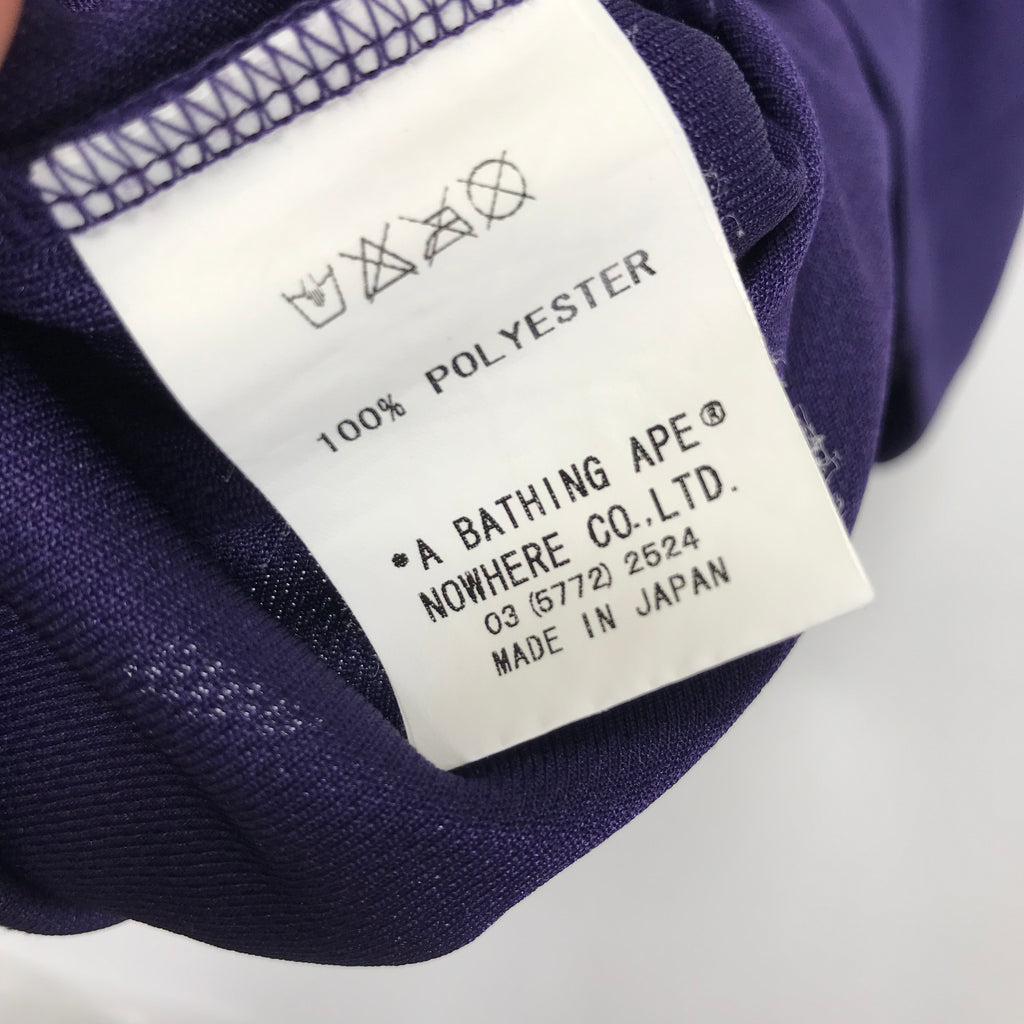 100% POLYESTER
*A BATHING APE®
NOWHERE CO.,LTD.
03 (5772) 2524
MADE IN JAPAN